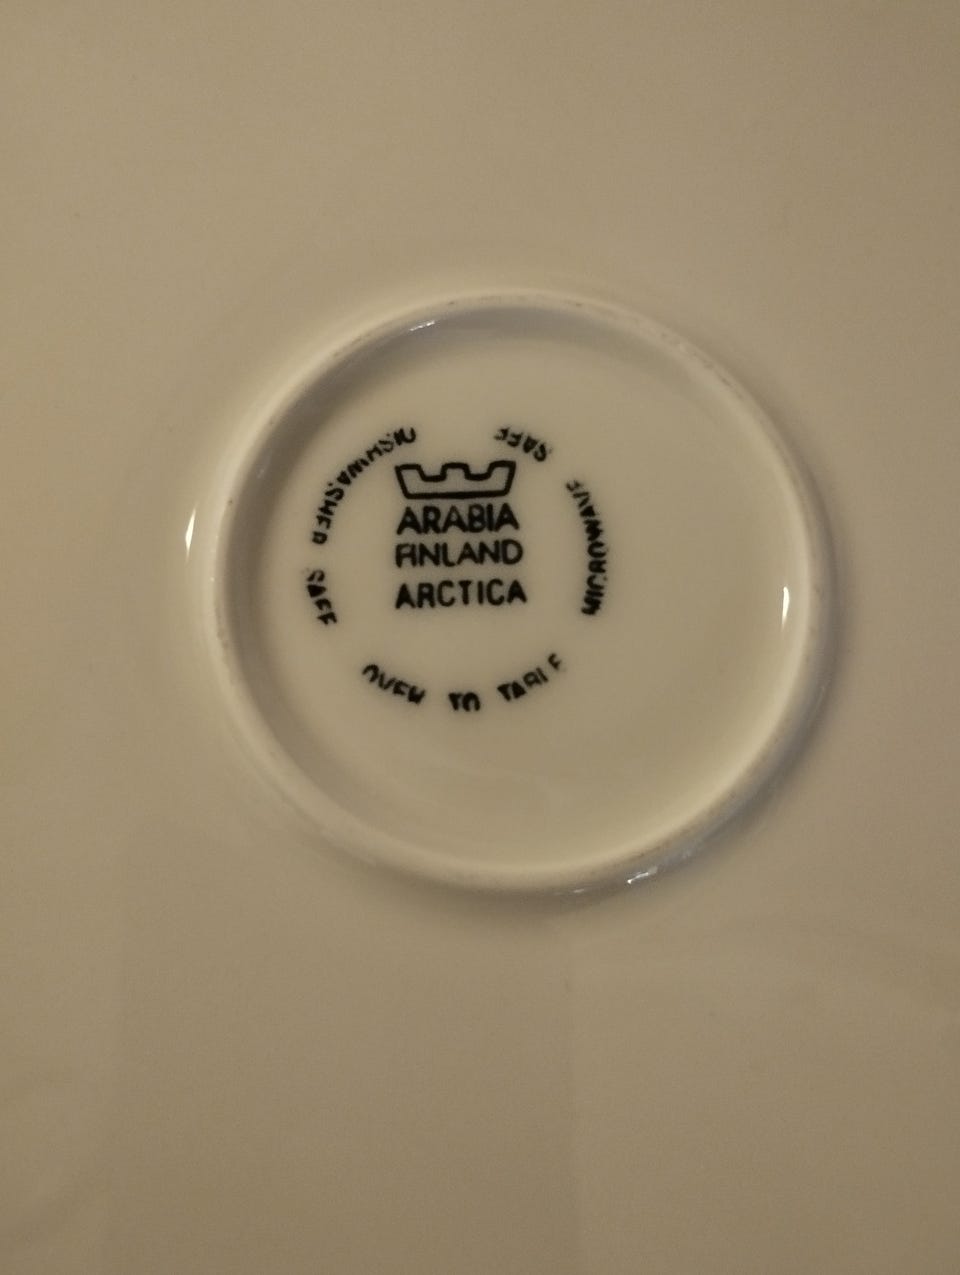 ARABIA
FINLAND
ARCTICA
DISHWASHER SAFE
OVEN TO TABLE
MICROWAVE SAFE